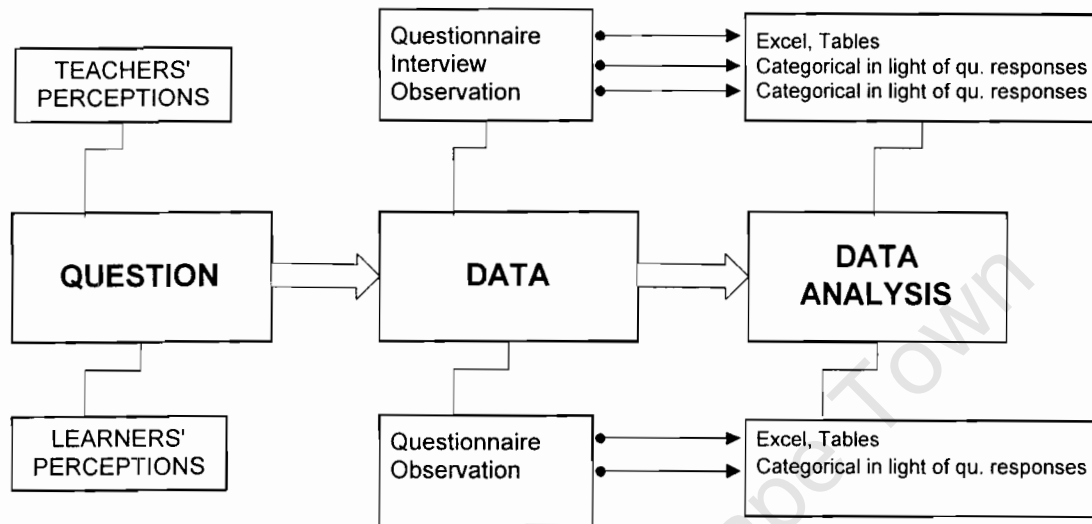 TEACHERS'
PERCEPTIONS
Questionnaire
Interview
Observation
Excel, Tables
Categorical in light of qu. responses
Categorical in light of qu. responses
QUESTION
DATA
DATA
ANALYSIS
LEARNERS'
PERCEPTIONS
Questionnaire
Observation
Excel, Tables
Categorical in light of qu. responses
Town